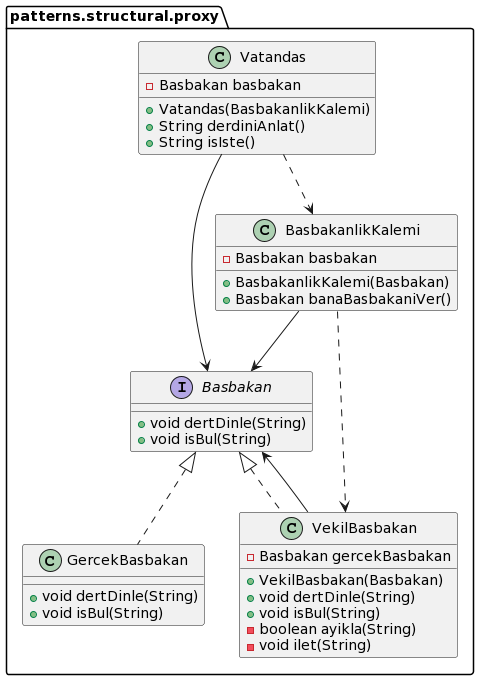 patterns.structural.proxy
C Vatandas
Basbakan basbakan
Vatandas(BasbakanlikKalemi)
String derdiniAnlat()
String isIste()
C BasbakanlikKalemi
Basbakan basbakan
BasbakanlikKalemi(Basbakan)
Basbakan banaBasbakaniVer()
I Basbakan
void dertDinle(String)
void isBul(String)
C GercekBasbakan
void dertDinle(String)
void isBul(String)
C VekilBasbakan
Basbakan gercekBasbakan
VekilBasbakan(Basbakan)
void dertDinle(String)
void isBul(String)
boolean ayikla(String)
void ilet(String)